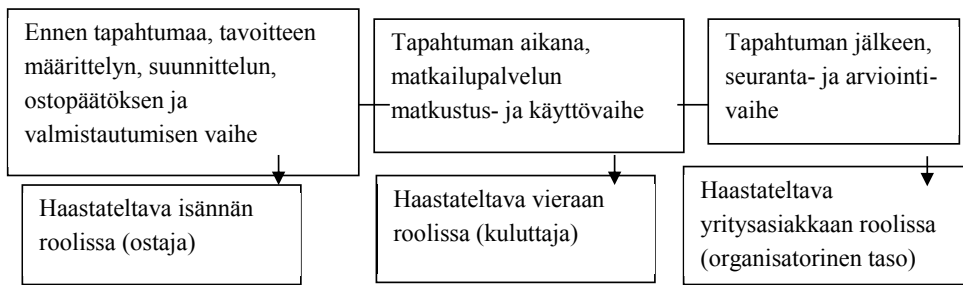 Ennen tapahtumaa, tavoitteen
määrittelyn, suunnittelun,
ostopäätöksen ja
valmistautumisen vaihe
Tapahtuman aikana,
matkailupalvelun
matkustus- ja käyttövaihe
Tapahtuman jälkeen,
seuranta- ja arviointi-
vaihe
Haastateltava isännän
roolissa (ostaja)
Haastateltava vieraan
roolissa (kuluttaja)
Haastateltava
yritysasiakkaan roolissa
(organisatorinen taso)